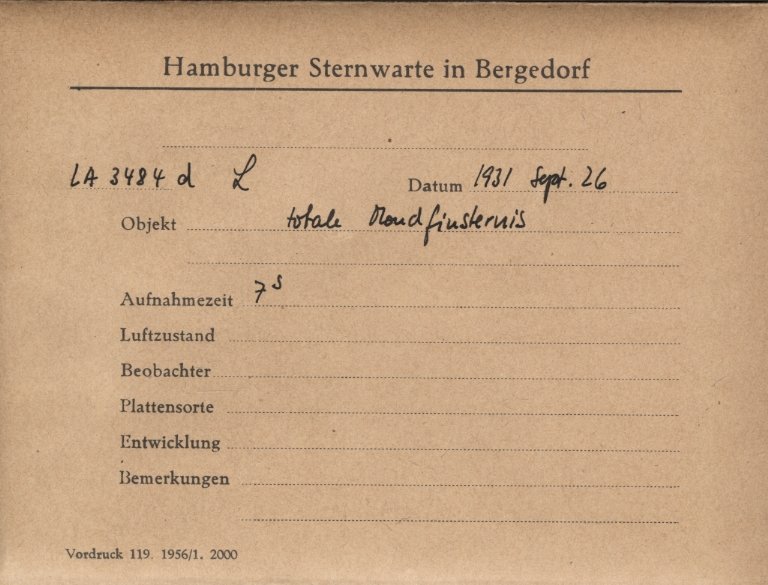 Hamburger Sternwarte in Bergedorf
LA 3484 d L Datum 1931 Sept. 26
Objekt totale Mondfinsternis
Aufnahmezeit 7s
Luftzustand
Beobachter
Plattensorte
Entwicklung
Bemerkungen
Vordruck 119. 1956/1. 2000